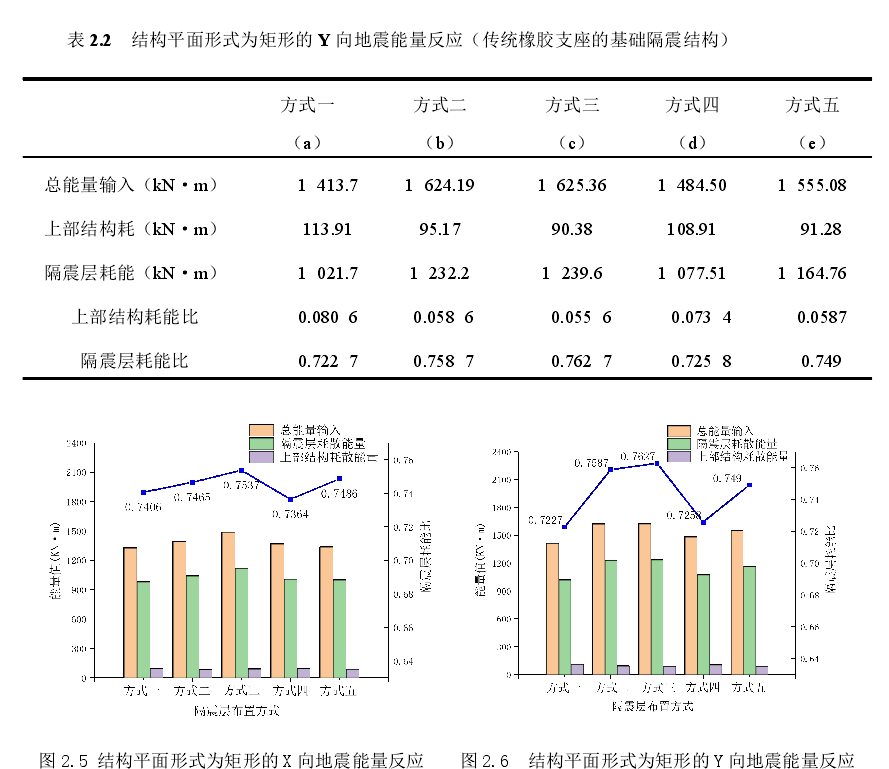 表 2.2 结构平面形式为矩形的 Y 向地震能量反应（传统橡胶支座的基础隔震结构）
方式一 方式二 方式三 方式四 方式五
（a） （b） （c） （d） （e）
总能量输入（kN·m） 1 413.7 1 624.19 1 625.36 1 484.50 1 555.08
上部结构耗（kN·m） 113.91 95.17 90.38 108.91 91.28
隔震层耗能（kN·m） 1 021.7 1 232.2 1 239.6 1 077.51 1 164.76
上部结构耗能比 0.080 6 0.058 6 0.055 6 0.073 4 0.0587
隔震层耗能比 0.722 7 0.758 7 0.762 7 0.725 8 0.749
总能量输入
隔震层耗散能量
上部结构耗散能量
2400
2100
1800
1500
1200
900
600
300
0
能量值(KN·m)
0.7406
0.7465
0.7537
0.7364
0.7486
0.76
0.74
0.72
0.70
0.68
0.66
0.64
隔震层耗能比
方式一 方式二 方式三 方式四 方式五
隔震层布置方式
总能量输入
隔震层耗散能量
上部结构耗散能量
2400
2100
1800
1500
1200
900
600
300
0
能量值(KN·m)
0.7227
0.7587
0.7627
0.7258
0.749
0.76
0.74
0.72
0.70
0.68
0.66
0.64
隔震层耗能比
方式一 方式二 方式三 方式四 方式五
隔震层布置方式
图 2.5 结构平面形式为矩形的 X 向地震能量反应
图 2.6 结构平面形式为矩形的 Y 向地震能量反应